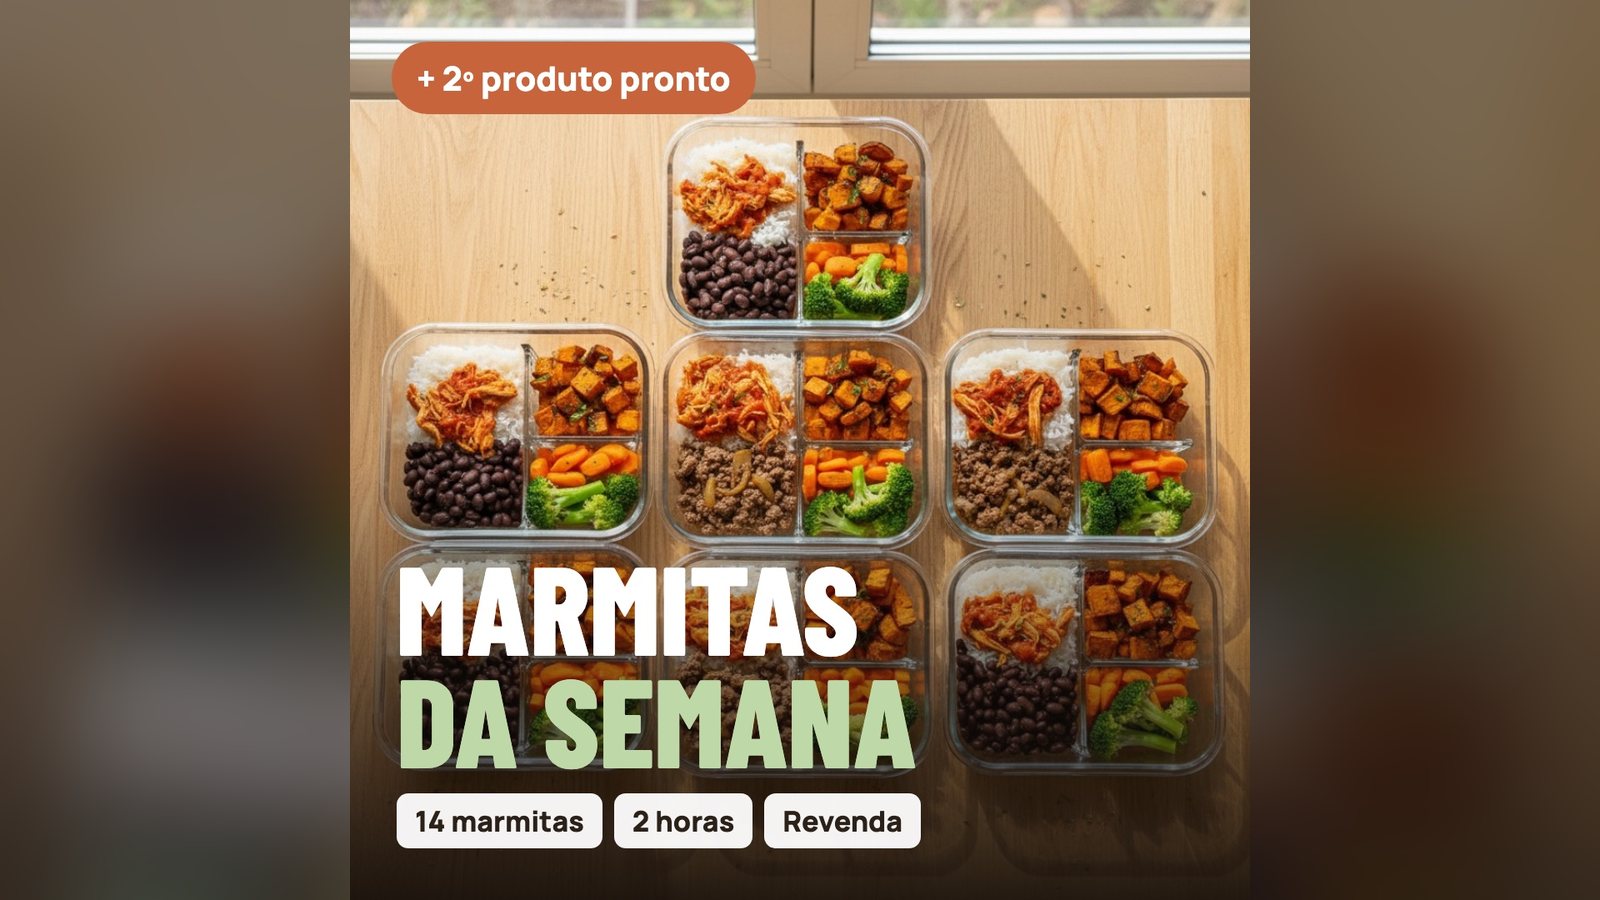 + 2º produto pronto
MARMITAS
DA SEMANA
14 marmitas
2 horas
Revenda